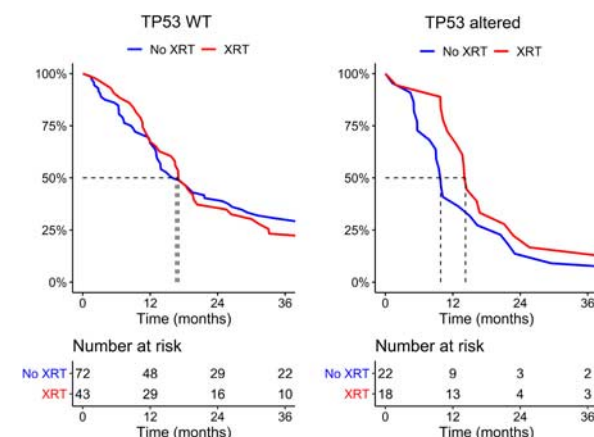 TP53 WT
No XRT XRT
100%
75%
50%
25%
0%
0 12 24 36
Time (months)
Number at risk
No XRT 72 48 29 22
XRT 43 29 16 10
0 12 24 36
Time (months)
TP53 altered
No XRT XRT
100%
75%
50%
25%
0%
0 12 24 36
Time (months)
Number at risk
No XRT 22 9 3 2
XRT 18 13 4 3
0 12 24 36
Time (months)